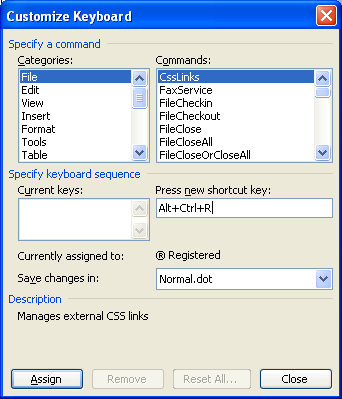 Customize Keyboard
Specify a command
Categories: Commands:
File CssLinks
Edit FaxService
View FileCheckin
Insert FileCheckout
Format FileClose
Tools FileCloseAll
Table FileCloseOrCloseAll
Specify keyboard sequence
Current keys: Press new shortcut key:
Alt+Ctrl+R
Currently assigned to: ® Registered
Save changes in: Normal.dot
Description
Manages external CSS links
Assign Remove Reset All... Close